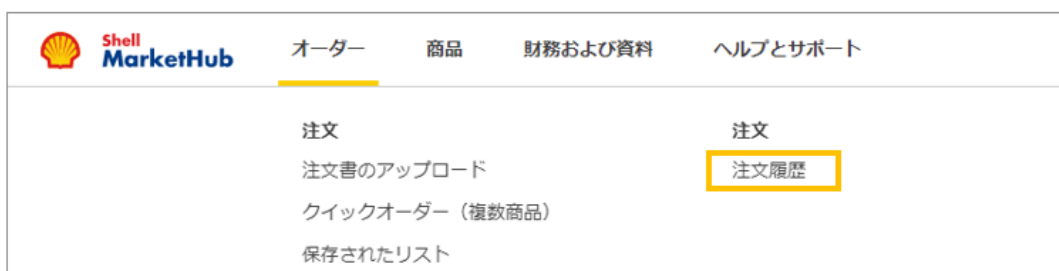 Shell
MarketHub
オーダー 商品 財務および資料 ヘルプとサポート
注文
注文書のアップロード
クイックオーダー（複数商品）
保存されたリスト
注文
注文履歴